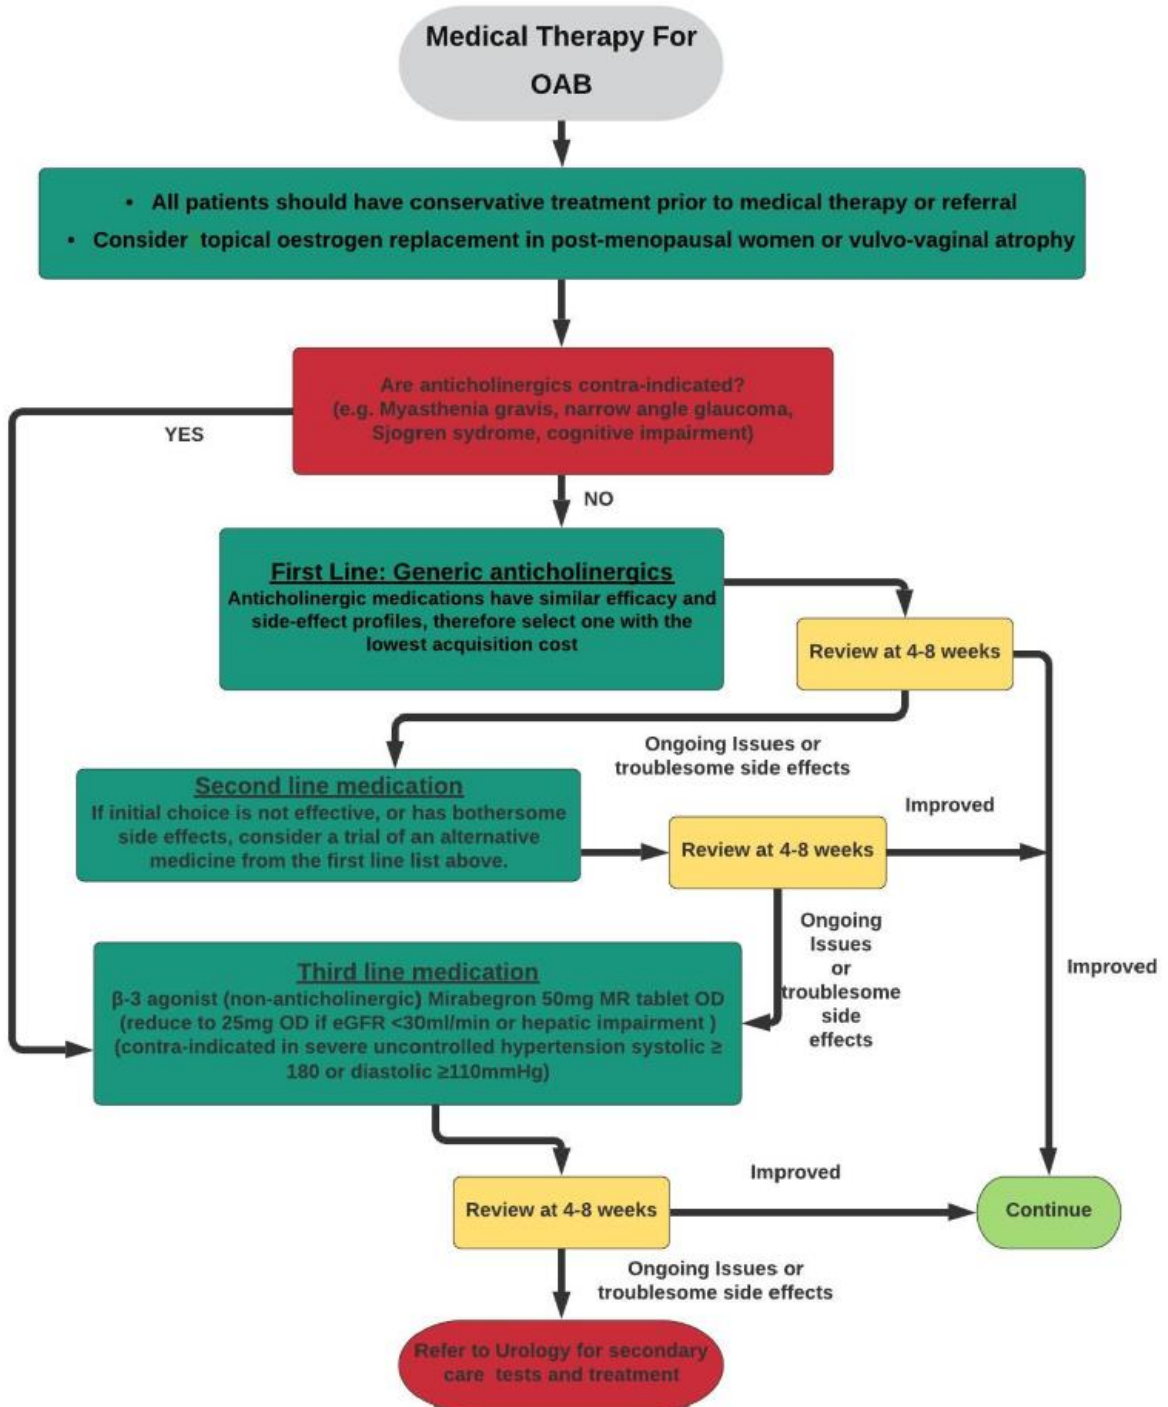 Medical Therapy For
OAB
• All patients should have conservative treatment prior to medical therapy or referral
• Consider topical oestrogen replacement in post-menopausal women or vulvo-vaginal atrophy
Are anticholinergics contra-indicated?
(e.g. Myasthenia gravis, narrow angle glaucoma,
Sjogren sydrome, cognitive impairment)
YES
NO
First Line: Generic anticholinergics
Anticholinergic medications have similar efficacy and
side-effect profiles, therefore select one with the
lowest acquisition cost
Review at 4-8 weeks
Ongoing Issues or
troublesome side effects
Second line medication
If initial choice is not effective, or has bothersome
side effects, consider a trial of an alternative
medicine from the first line list above.
Review at 4-8 weeks
Improved
Ongoing
Issues
or
troublesome
side
effects
Improved
Third line medication
β-3 agonist (non-anticholinergic) Mirabegron 50mg MR tablet OD
(reduce to 25mg OD if eGFR <30ml/min or hepatic impairment )
(contra-indicated in severe uncontrolled hypertension systolic ≥
180 or diastolic ≥110mmHg)
Review at 4-8 weeks
Improved
Continue
Ongoing Issues or
troublesome side effects
Refer to Urology for secondary
care tests and treatment